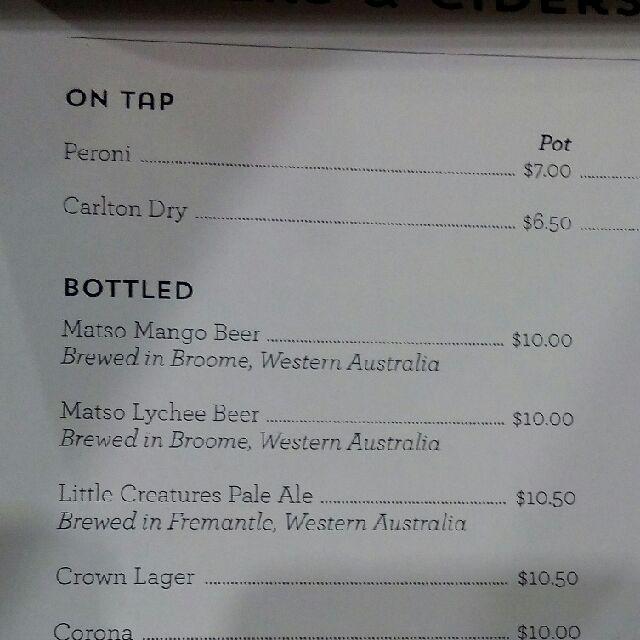 & CIDERS
ON TAP
Pot
Peroni $7.00
Carlton Dry $6.50
BOTTLED
Matso Mango Beer $10.00
Brewed in Broome, Western Australia
Matso Lychee Beer $10.00
Brewed in Broome, Western Australia
Little Creatures Pale Ale $10.50
Brewed in Fremantle, Western Australia
Crown Lager $10.50
Corona $10.00